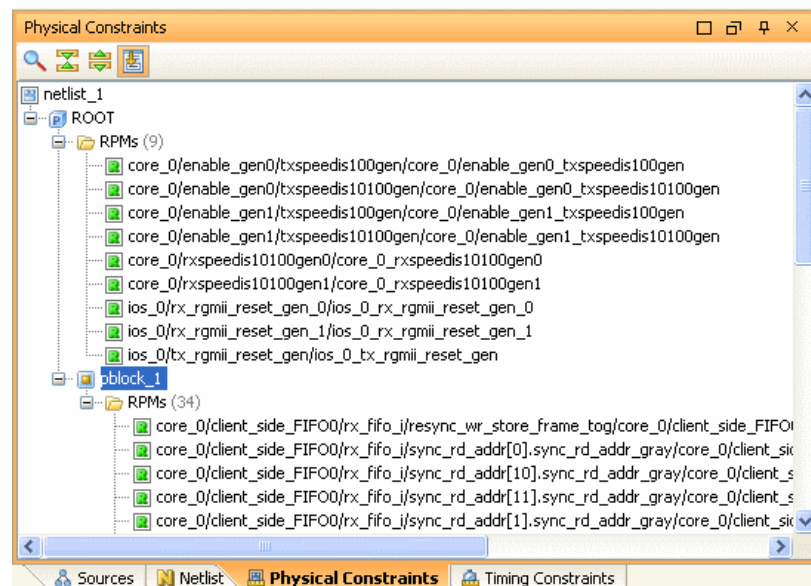 Physical Constraints
netlist_1
ROOT
RPMs (9)
core_0/enable_gen0/txspeedis100gen/core_0/enable_gen0_txspeedis100gen
core_0/enable_gen0/txspeedis10100gen/core_0/enable_gen0_txspeedis10100gen
core_0/enable_gen1/txspeedis100gen/core_0/enable_gen1_txspeedis100gen
core_0/enable_gen1/txspeedis10100gen/core_0/enable_gen1_txspeedis10100gen
core_0/rxspeedis10100gen0/core_0_rxspeedis10100gen0
core_0/rxspeedis10100gen1/core_0_rxspeedis10100gen1
ios_0/rx_rgmii_reset_gen_0/ios_0_rx_rgmii_reset_gen_0
ios_0/rx_rgmii_reset_gen_1/ios_0_rx_rgmii_reset_gen_1
ios_0/tx_rgmii_reset_gen/ios_0_tx_rgmii_reset_gen
pblock_1
RPMs (34)
core_0/client_side_FIFO0/rx_fifo_i/resync_wr_store_frame_tog/core_0/client_side_FIFO
core_0/client_side_FIFO0/rx_fifo_i/sync_rd_addr[0].sync_rd_addr_gray/core_0/client_sid
core_0/client_side_FIFO0/rx_fifo_i/sync_rd_addr[10].sync_rd_addr_gray/core_0/client_s
core_0/client_side_FIFO0/rx_fifo_i/sync_rd_addr[11].sync_rd_addr_gray/core_0/client_s
core_0/client_side_FIFO0/rx_fifo_i/sync_rd_addr[1].sync_rd_addr_gray/core_0/client_sid
Sources Netlist Physical Constraints Timing Constraints